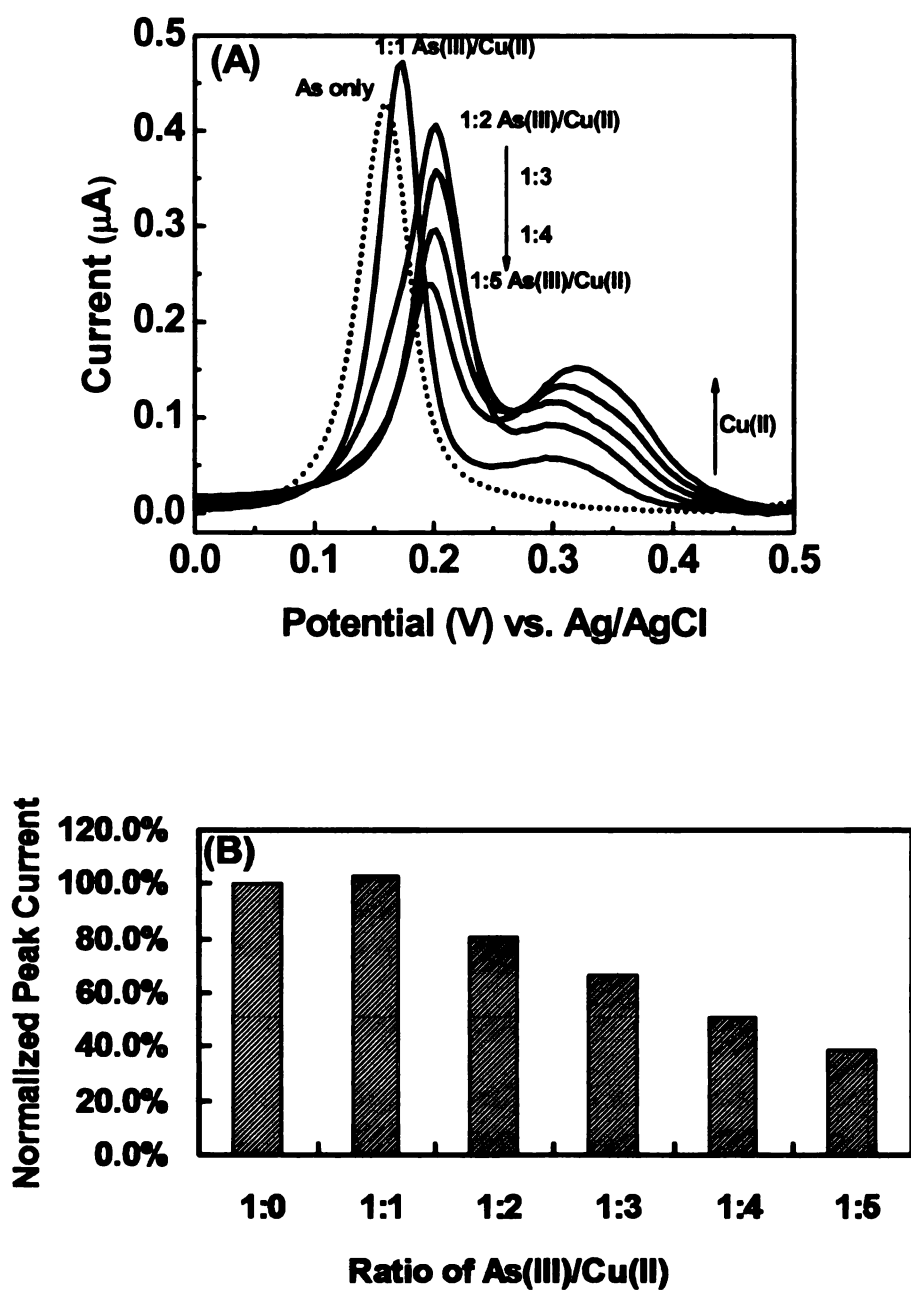 (A)
0.5
0.4
0.3
0.2
0.1
0.0
Current (μA)
1:1 As(III)/Cu(II)
As only
1:2 As(III)/Cu(II)
1:3
1:4
1:5 As(III)/Cu(II)
Cu(II)
0.0 0.1 0.2 0.3 0.4 0.5
Potential (V) vs. Ag/AgCl
(B)
120.0%
100.0%
80.0%
60.0%
40.0%
20.0%
0.0%
Normalized Peak Current
1:0 1:1 1:2 1:3 1:4 1:5
Ratio of As(III)/Cu(II)